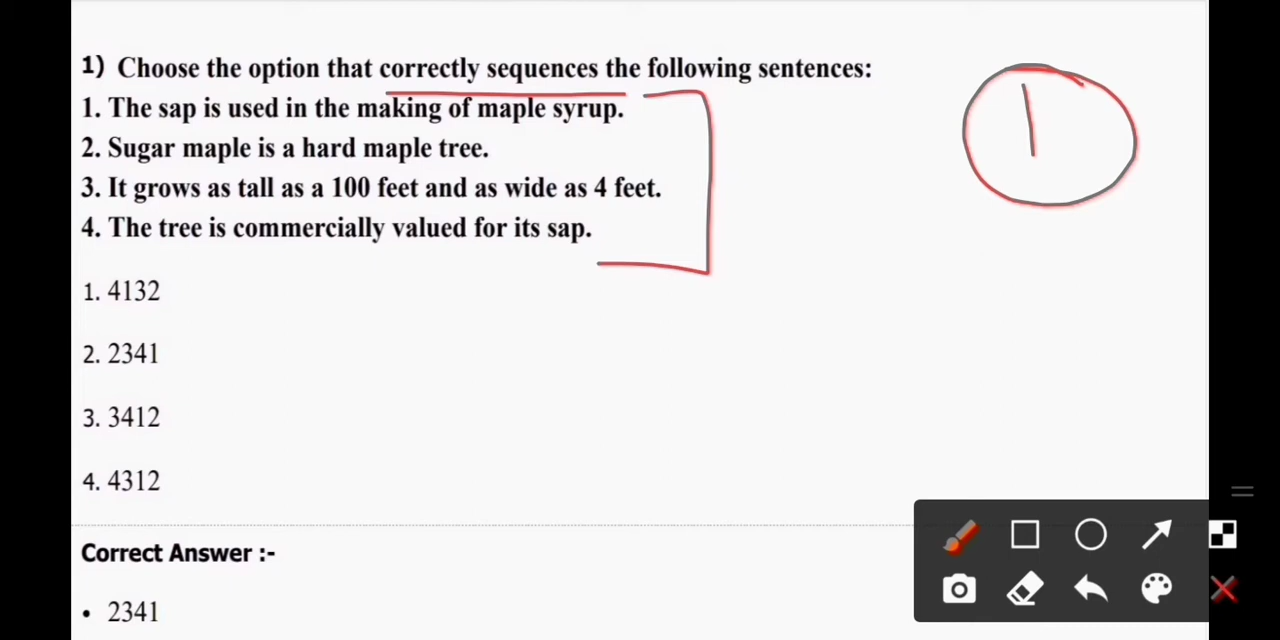 1) Choose the option that correctly sequences the following sentences:
1. The sap is used in the making of maple syrup.
2. Sugar maple is a hard maple tree.
3. It grows as tall as a 100 feet and as wide as 4 feet.
4. The tree is commercially valued for its sap.
1. 4132
2. 2341
3. 3412
4. 4312
Correct Answer :-
• 2341
1